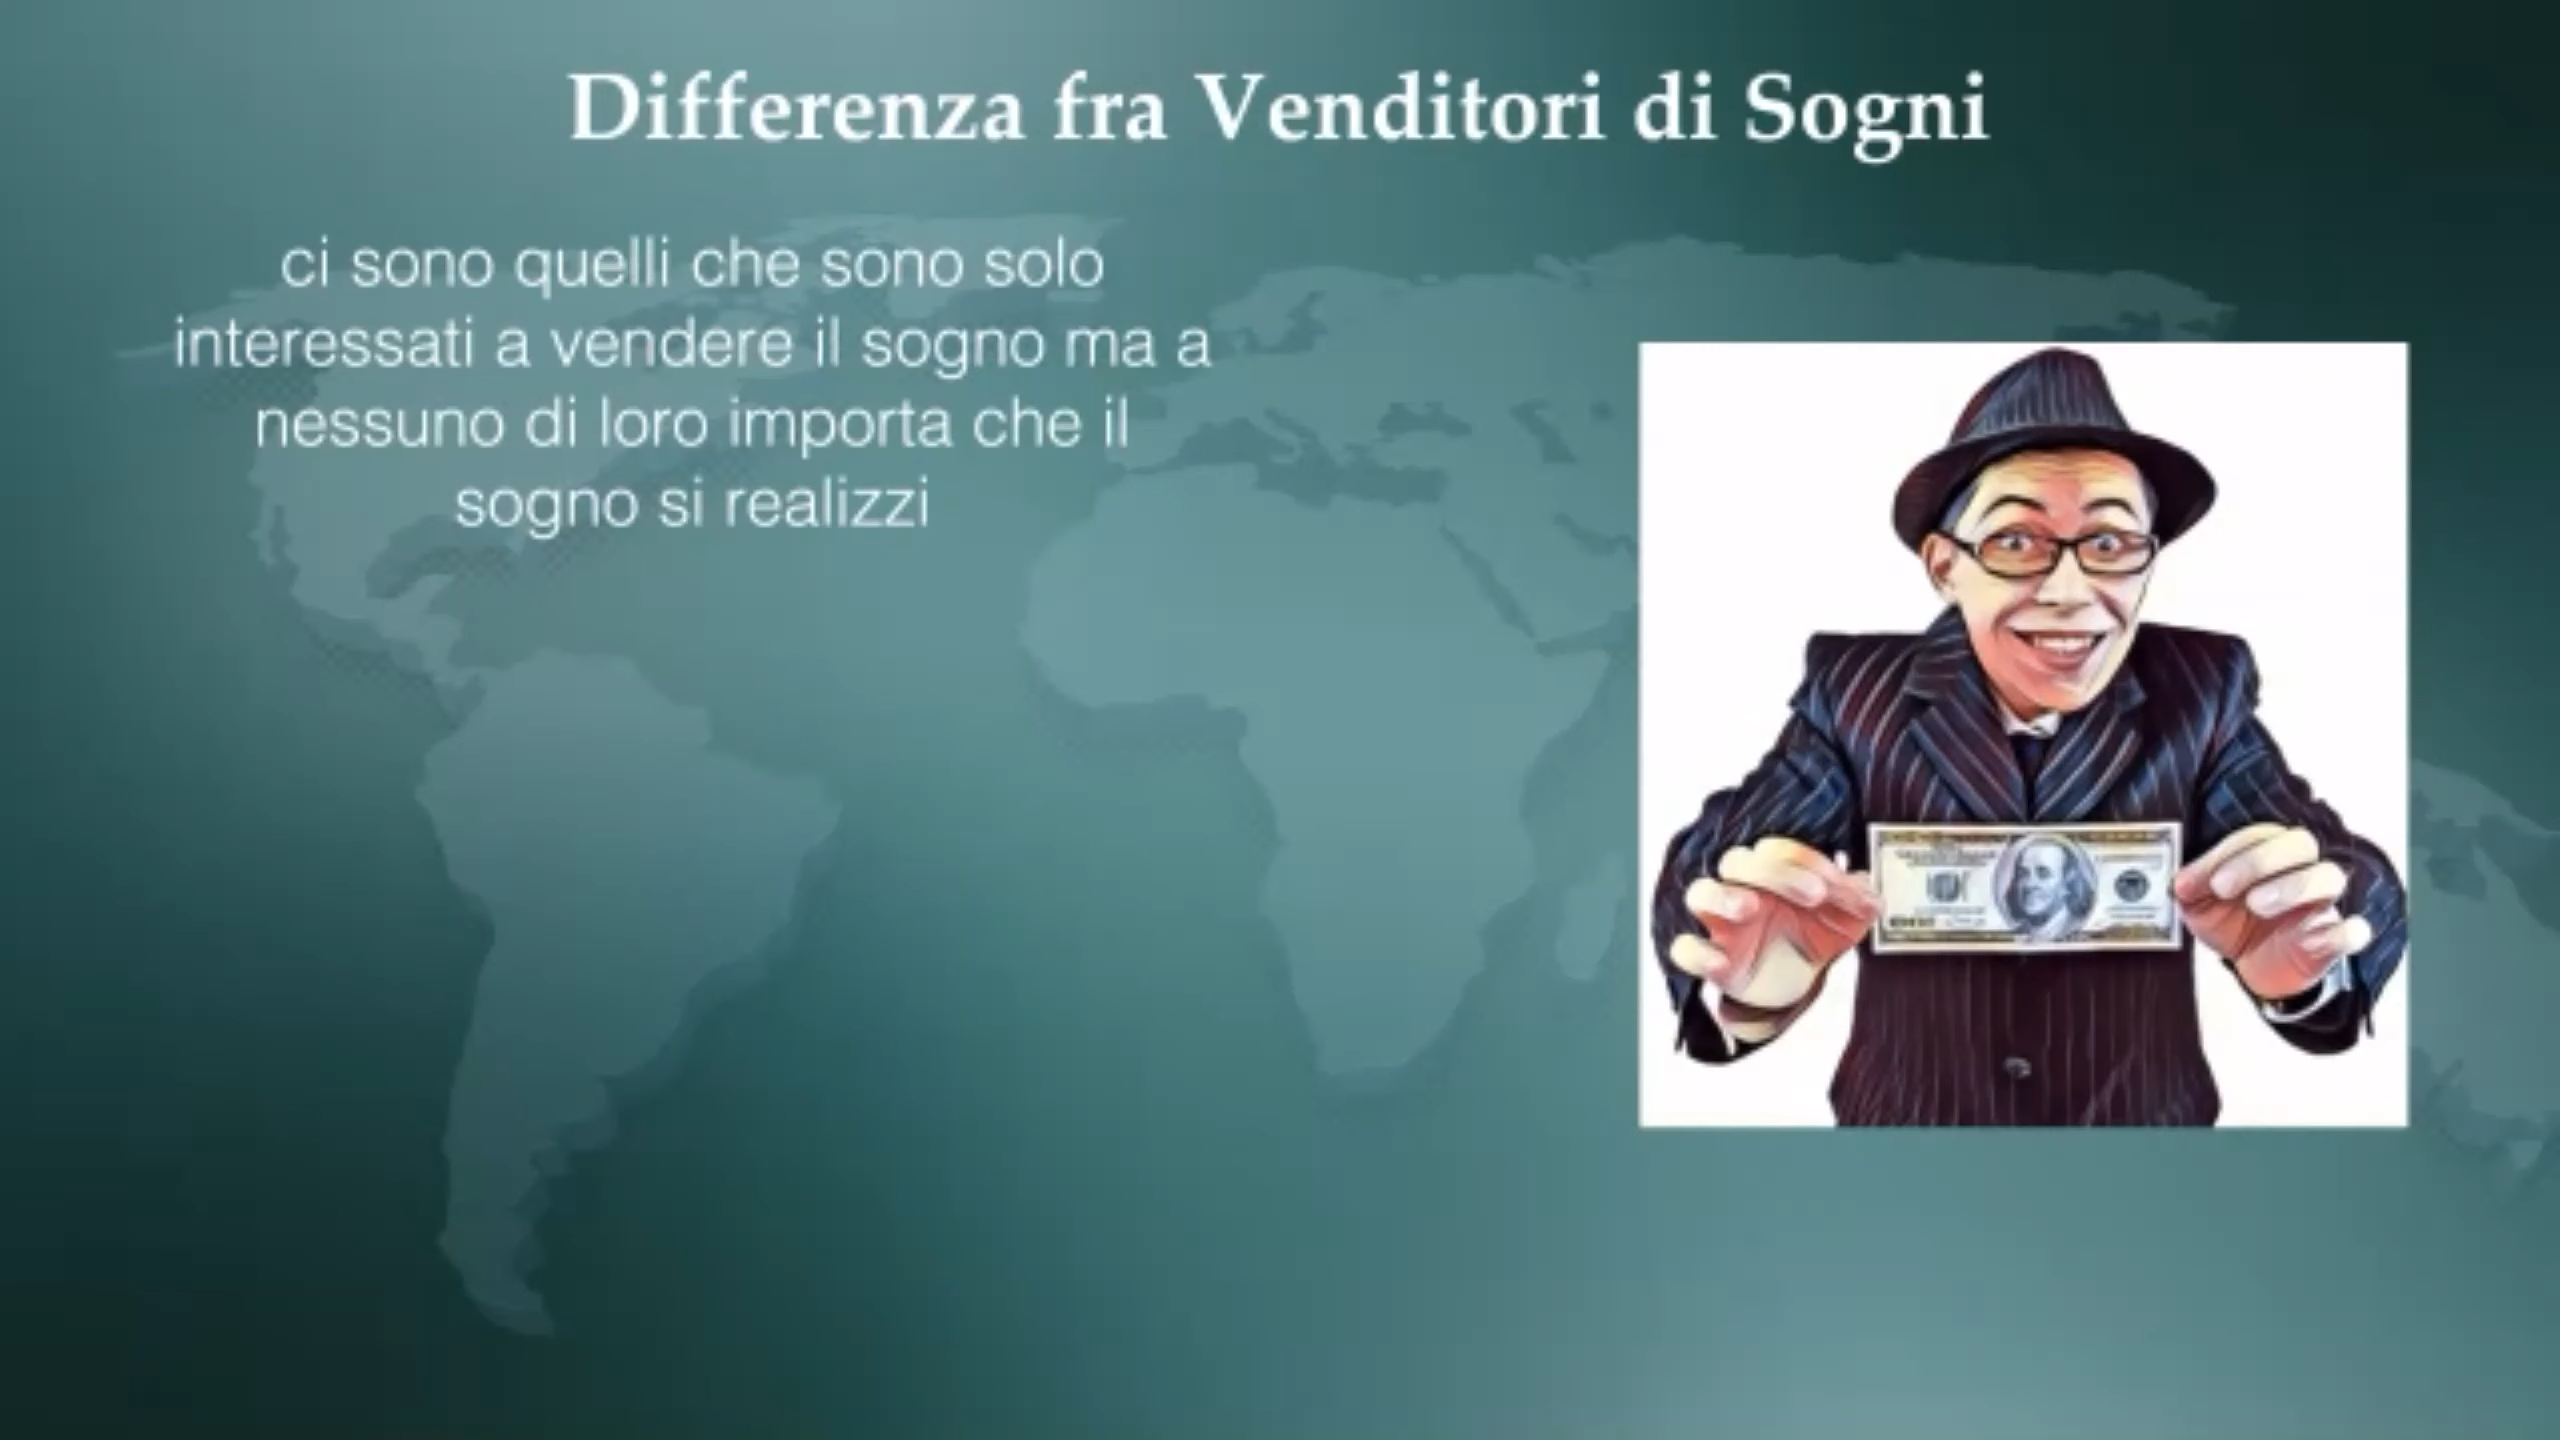 Differenza fra Venditori di Sogni
ci sono quelli che sono solo
interessati a vendere il sogno ma a
nessuno di loro importa che il
sogno si realizzi